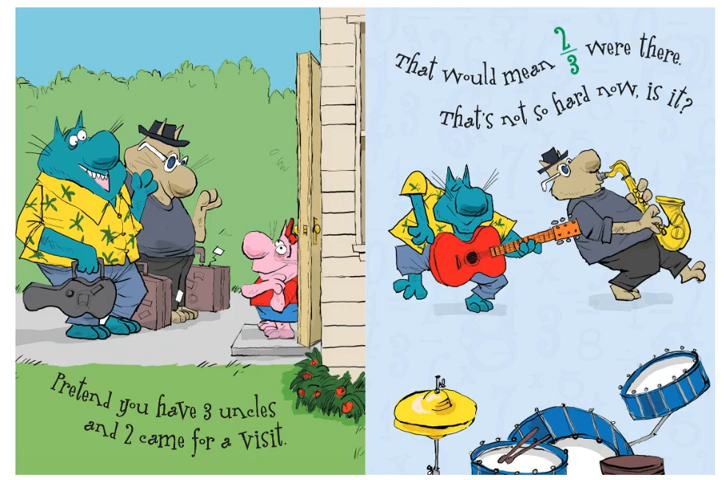 Pretend you have 3 uncles
and 2 came for a visit.
That would mean 2/3 were there.
That's not so hard now, is it?